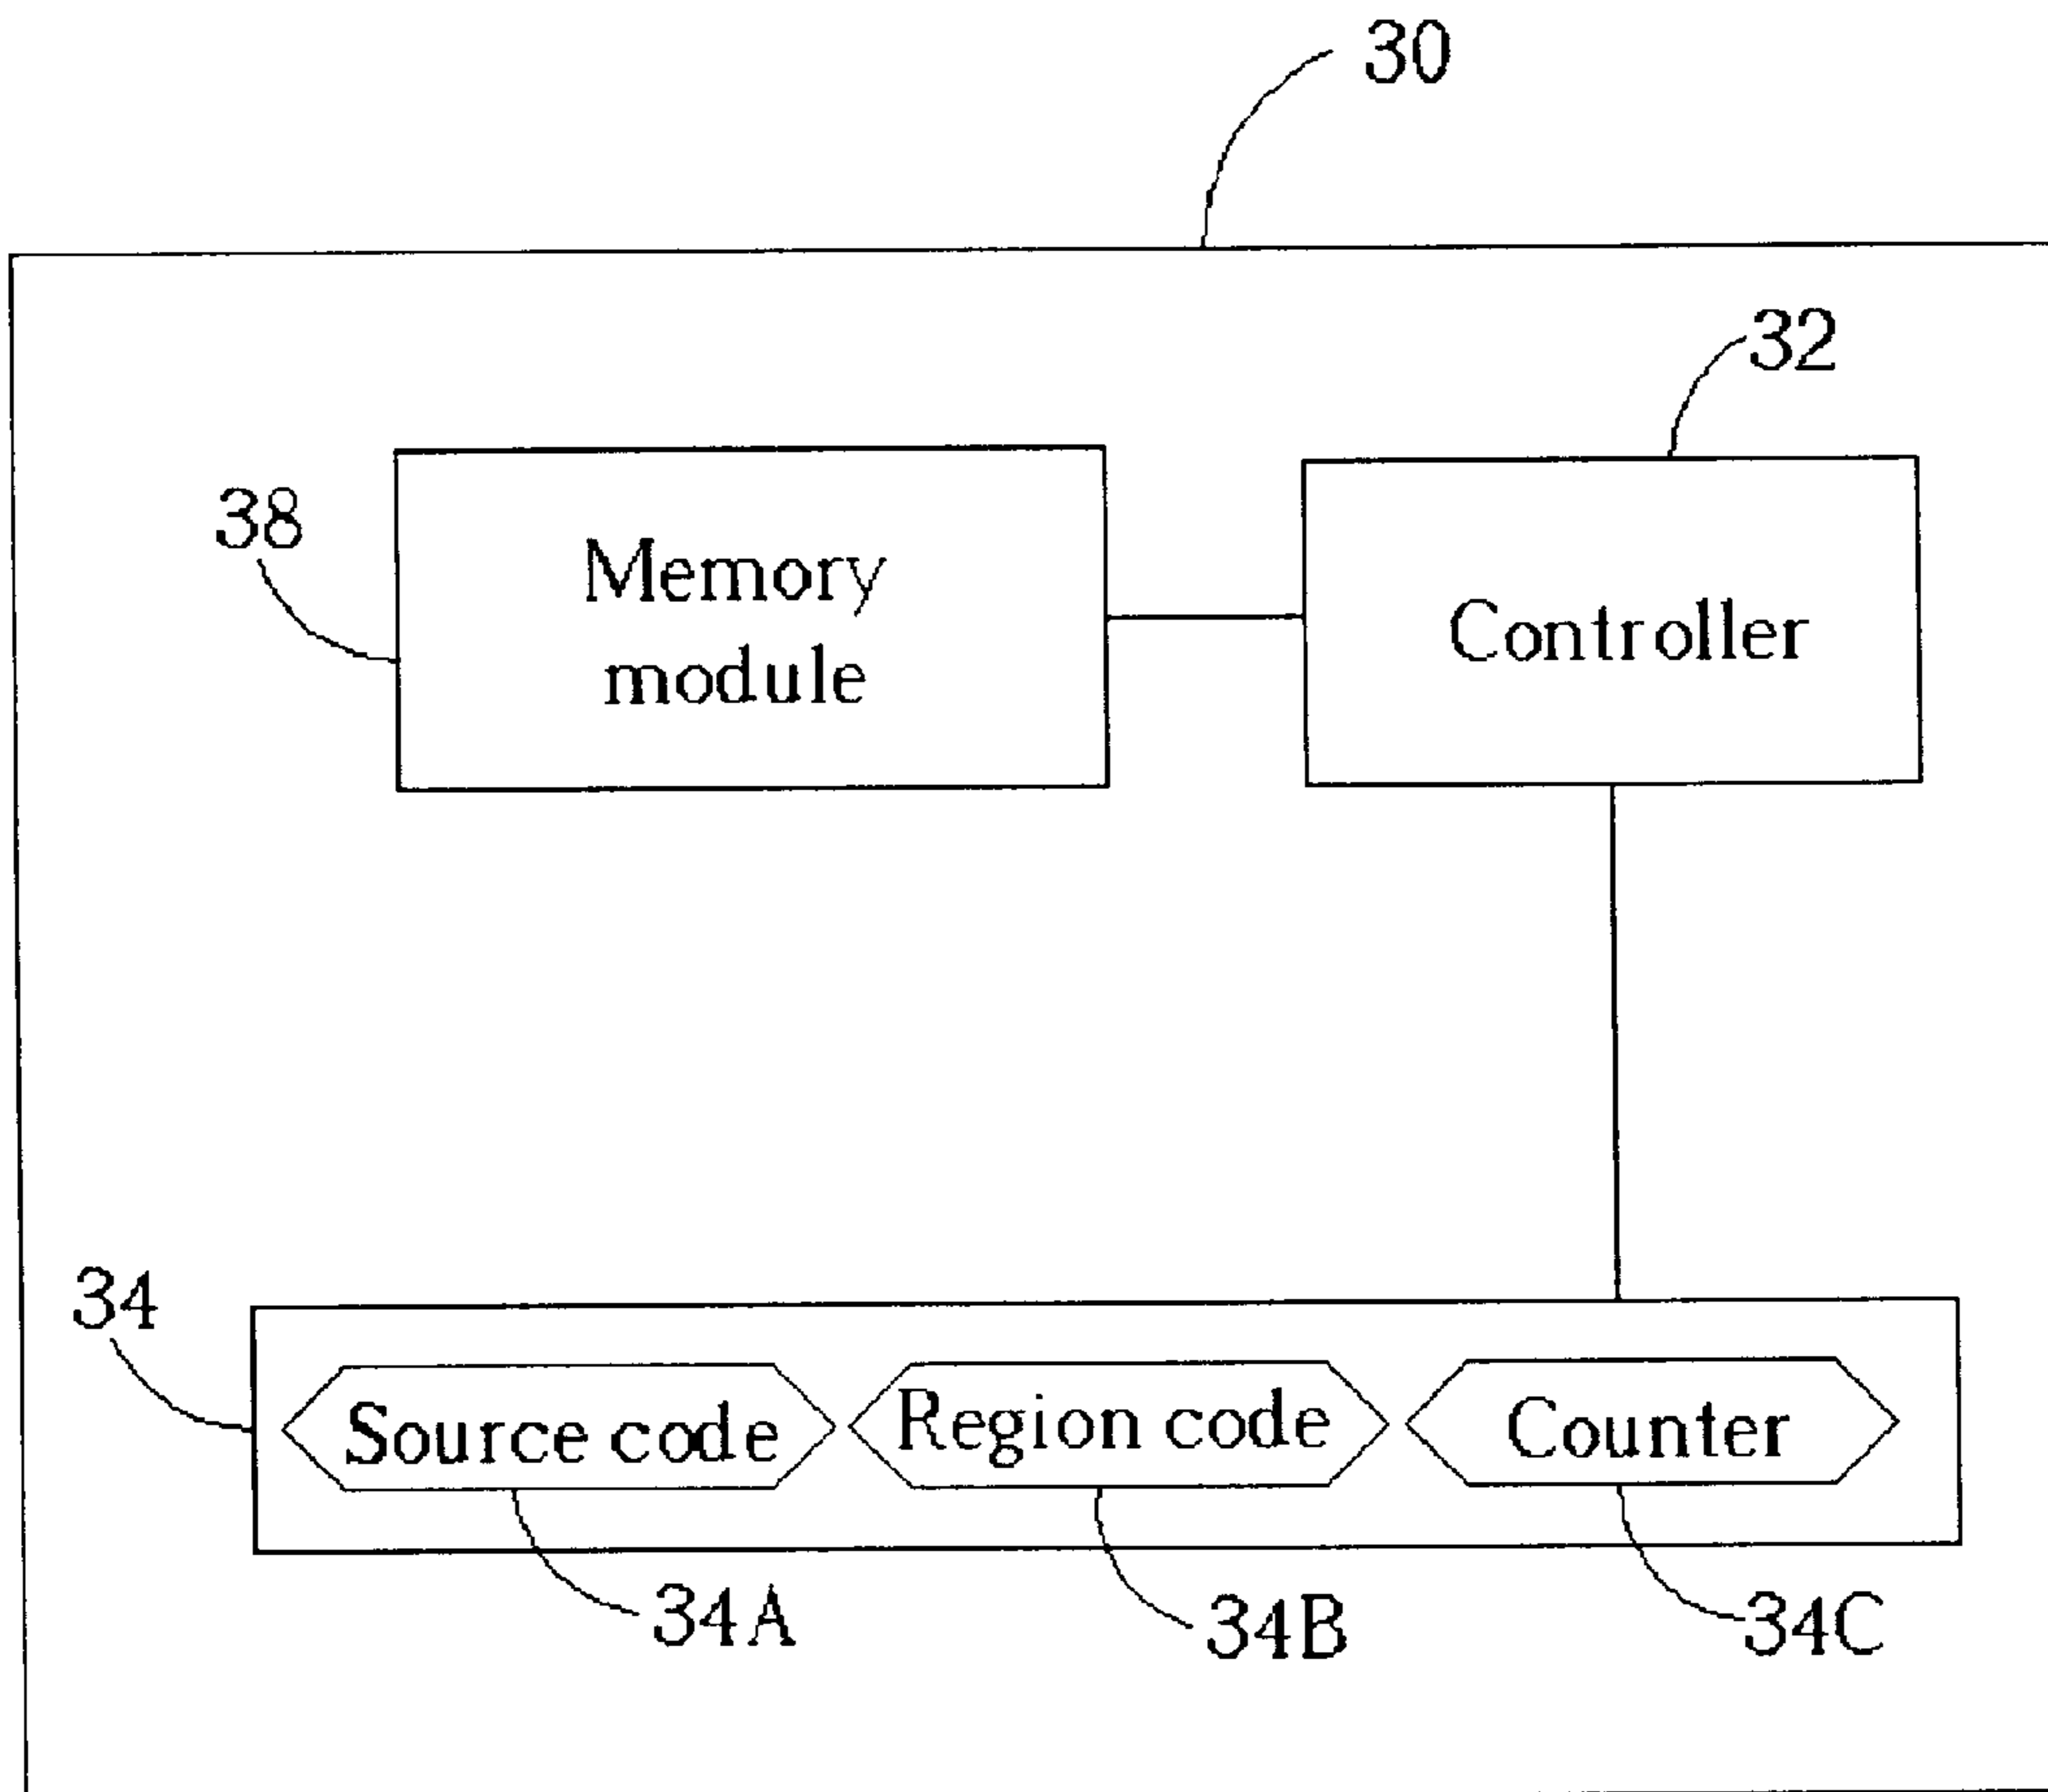 30
32
38
Memory
module
Controller
34
Source code
Region code
Counter
34A
34B
34C